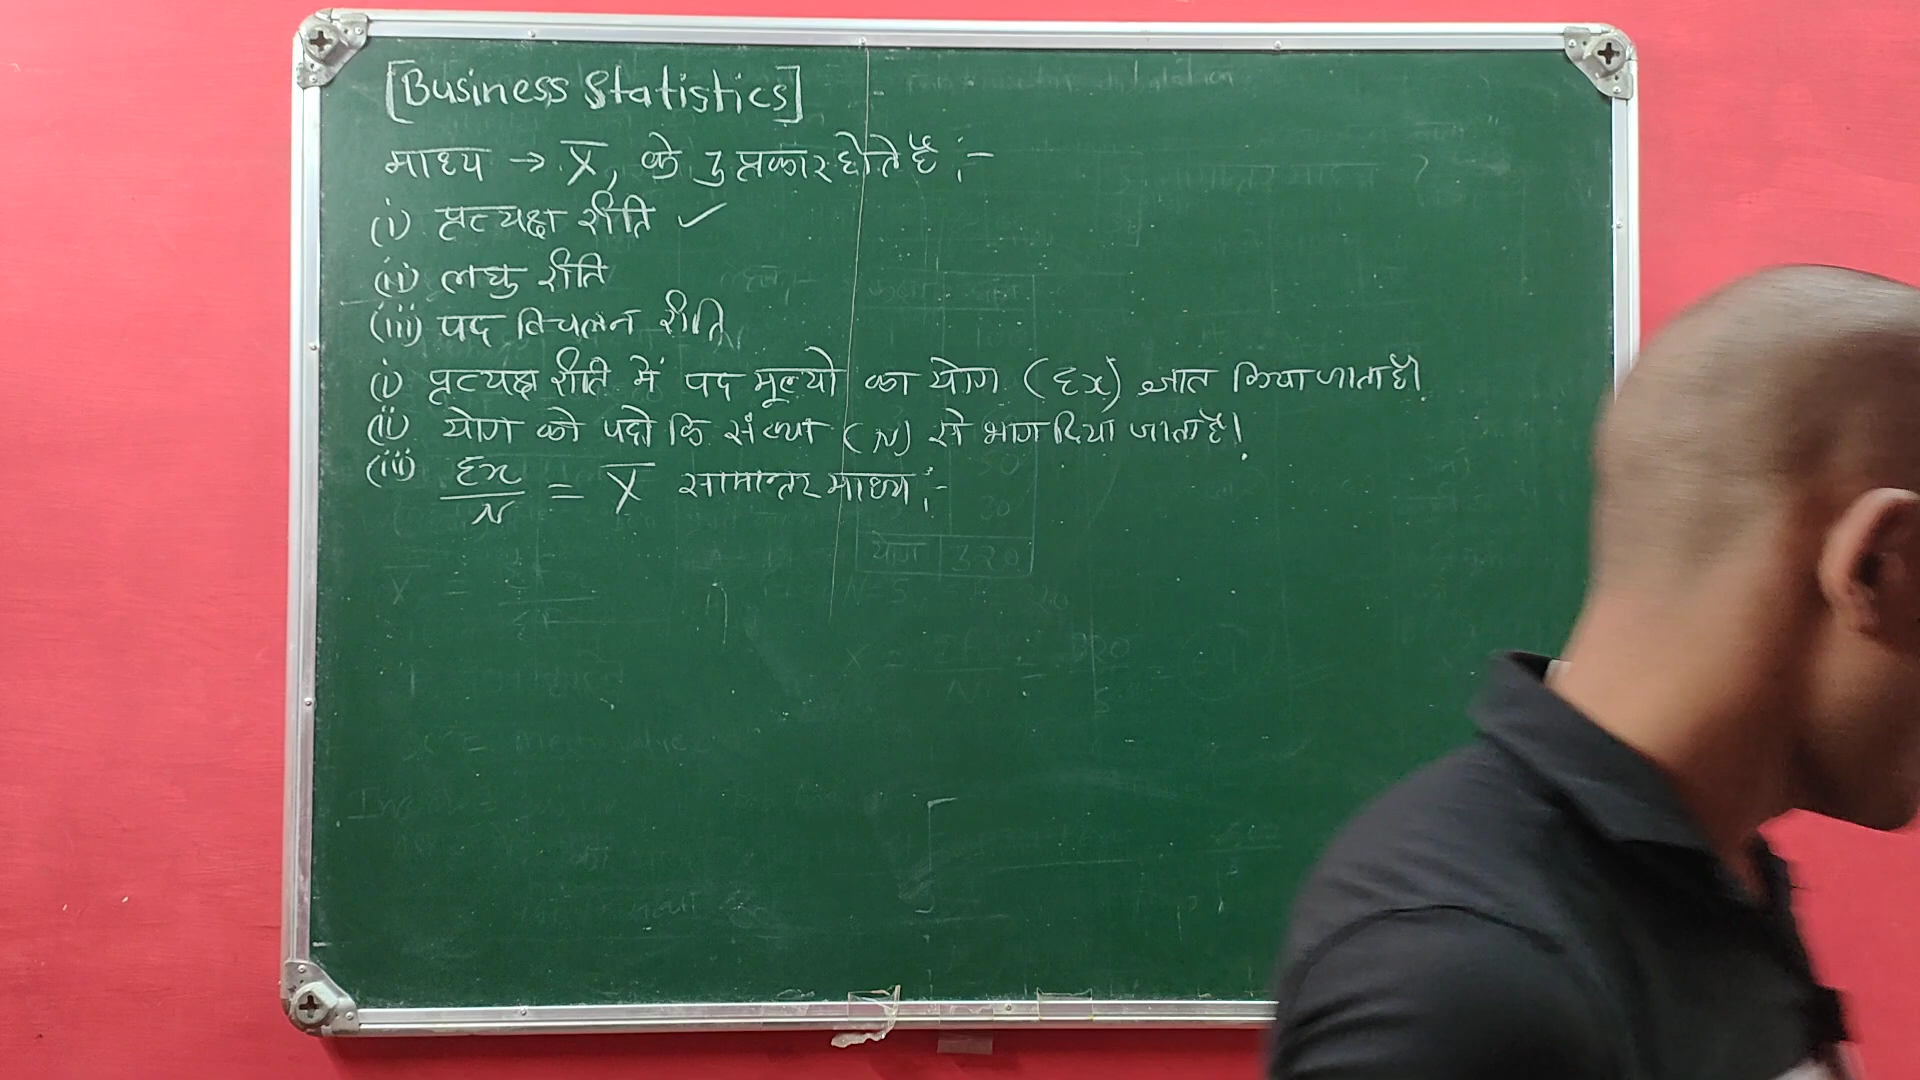 [Business Statistics]
माध्य → X̅, के 3 प्रकार होते हैं :-
(i) प्रत्यक्ष रीति ✓
(ii) लघु रीति
(iii) पद विचलन रीति
(i) प्रत्यक्ष रीति में पद मूल्यो का योग (Σx) ज्ञात किया जाता है।
(ii) योग को पदो कि संख्या (N) से भाग दिया जाता है।
(iii) Σx/N = X̅ सामान्तर माध्य :-
योग 320